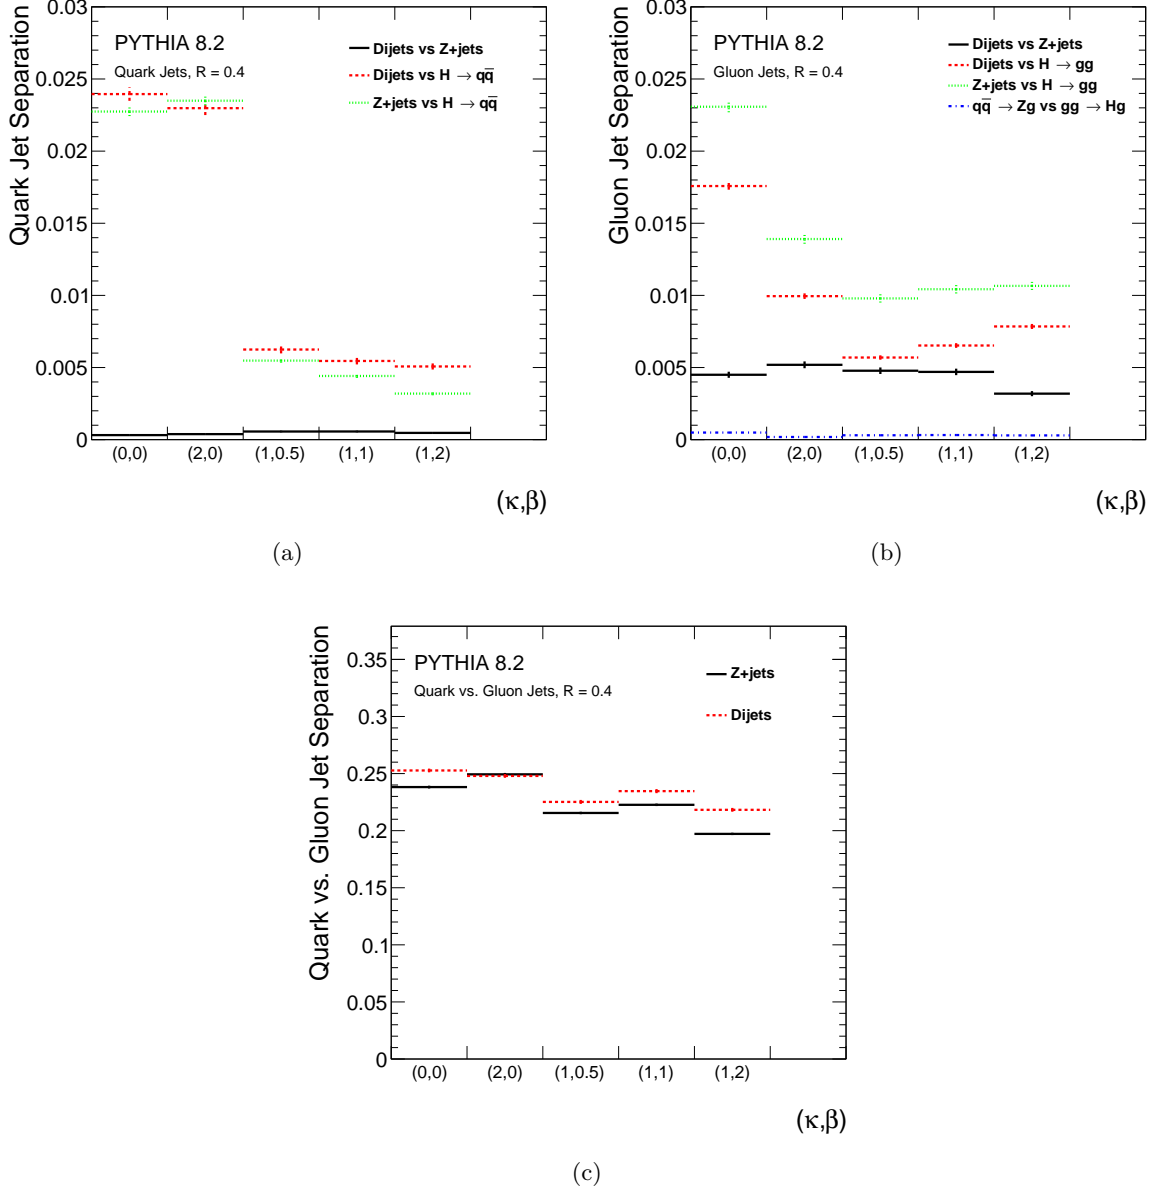 PYTHIA 8.2
Quark Jets, R = 0.4
Dijets vs Z+jets
Dijets vs H → qq̅
Z+jets vs H → qq̅
Quark Jet Separation
0.03
0.025
0.02
0.015
0.01
0.005
0
(0,0) (2,0) (1,0.5) (1,1) (1,2)
(κ,β)
(a)
PYTHIA 8.2
Gluon Jets, R = 0.4
Dijets vs Z+jets
Dijets vs H → gg
Z+jets vs H → gg
qq̅ → Zg vs gg → Hg
Gluon Jet Separation
0.03
0.025
0.02
0.015
0.01
0.005
0
(0,0) (2,0) (1,0.5) (1,1) (1,2)
(κ,β)
(b)
PYTHIA 8.2
Quark vs. Gluon Jets, R = 0.4
Z+jets
Dijets
Quark vs. Gluon Jet Separation
0.35
0.3
0.25
0.2
0.15
0.1
0.05
0
(0,0) (2,0) (1,0.5) (1,1) (1,2)
(κ,β)
(c)